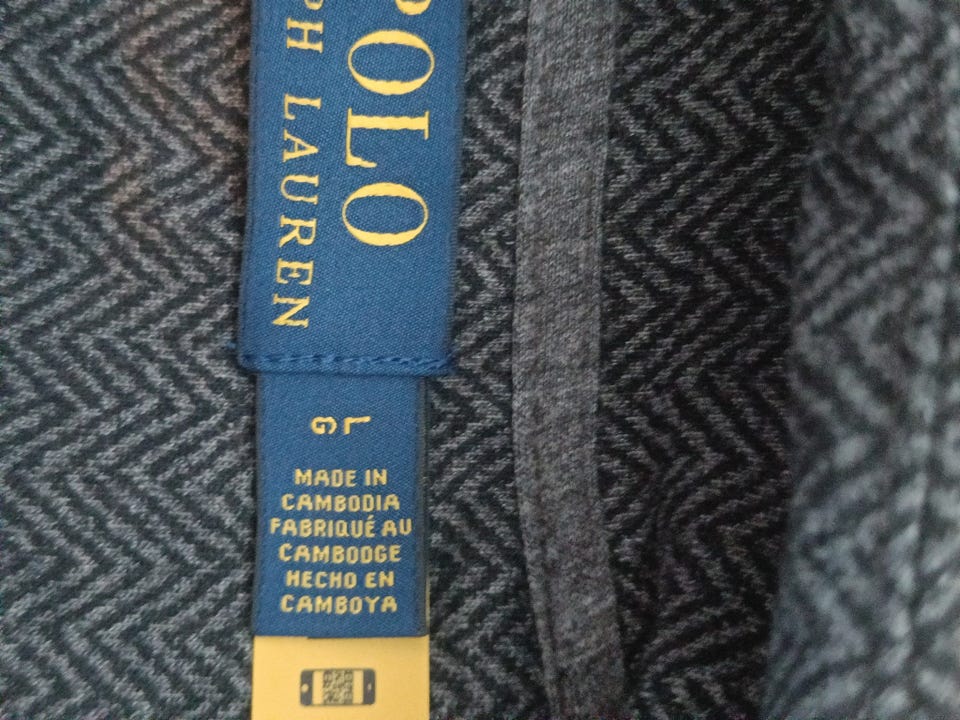 POLO
PH LAUREN
L
G
MADE IN
CAMBODIA
FABRIQUÉ AU
CAMBODGE
HECHO EN
CAMBOYA